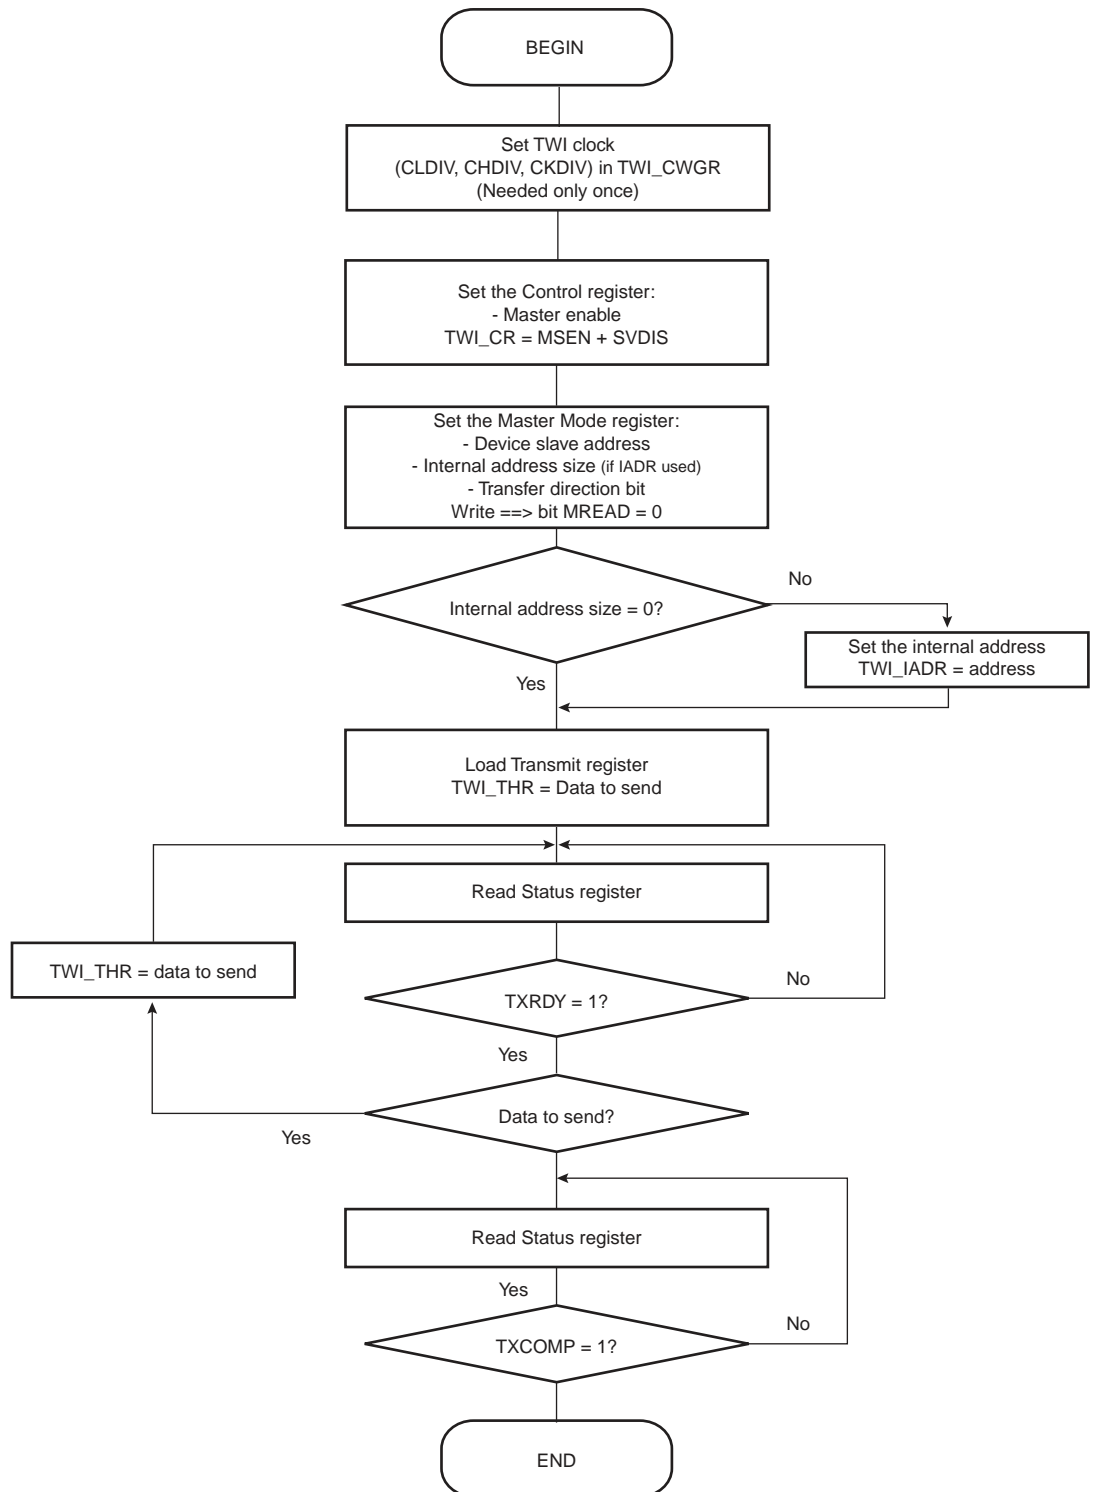 BEGIN
Set TWI clock
(CLDIV, CHDIV, CKDIV) in TWI_CWGR
(Needed only once)
Set the Control register:
- Master enable
TWI_CR = MSEN + SVDIS
Set the Master Mode register:
- Device slave address
- Internal address size (if IADR used)
- Transfer direction bit
Write ==> bit MREAD = 0
No
Internal address size = 0?
Set the internal address
TWI_IADR = address
Yes
Load Transmit register
TWI_THR = Data to send
Read Status register
TWI_THR = data to send
No
TXRDY = 1?
Yes
Data to send?
Yes
Read Status register
Yes
No
TXCOMP = 1?
END